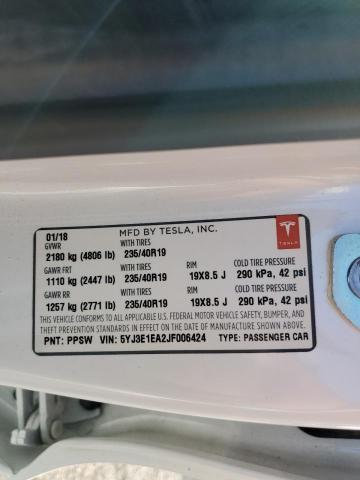 01/18 MFD BY TESLA, INC.
GVWR WITH TIRES
2180 kg (4806 lb) 235/40R19
TESLA
GAWR FRT WITH TIRES RIM COLD TIRE PRESSURE
1110 kg (2447 lb) 235/40R19 19X8.5 J 290 kPa, 42 psi
GAWR RR WITH TIRES RIM COLD TIRE PRESSURE
1257 kg (2771 lb) 235/40R19 19X8.5 J 290 kPa, 42 psi
THIS VEHICLE CONFORMS TO ALL APPLICABLE U.S. FEDERAL MOTOR VEHICLE SAFETY, BUMPER, AND
THEFT PREVENTION STANDARDS IN EFFECT ON THE DATE OF MANUFACTURE SHOWN ABOVE.
PNT: PPSW VIN: 5YJ3E1EA2JF006424 TYPE: PASSENGER CAR